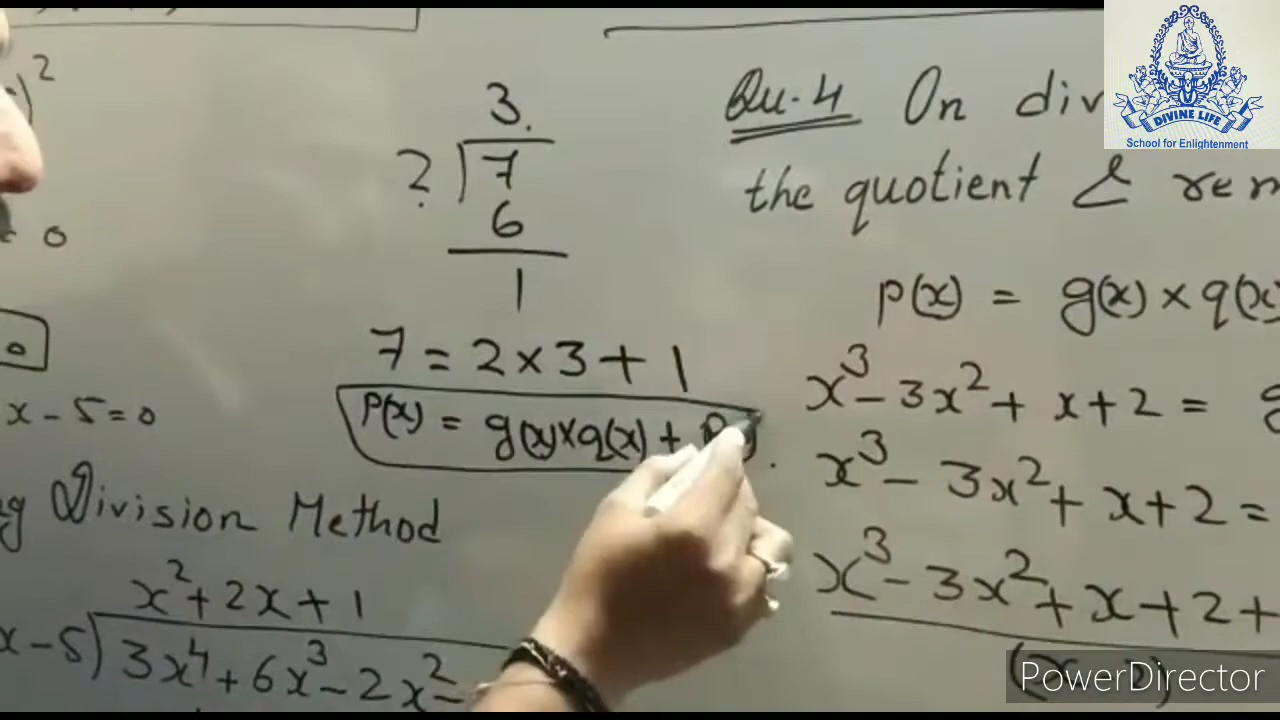 )²
= 0
0
x - 5 = 0
Division Method
x² + 2x + 1
x - 5) 3x⁴ + 6x³ - 2x² -
3.
2) 7
6
1
7 = 2 × 3 + 1
p(x) = g(x) × q(x) +
Qu. 4 On div
the quotient & rem
p(x) = g(x) × q(x)
x³ - 3x² + x + 2 = g
x³ - 3x² + x + 2 =
x³ - 3x² + x + 2 +
DIVINE LIFE
School for Enlightenment
PowerDirector